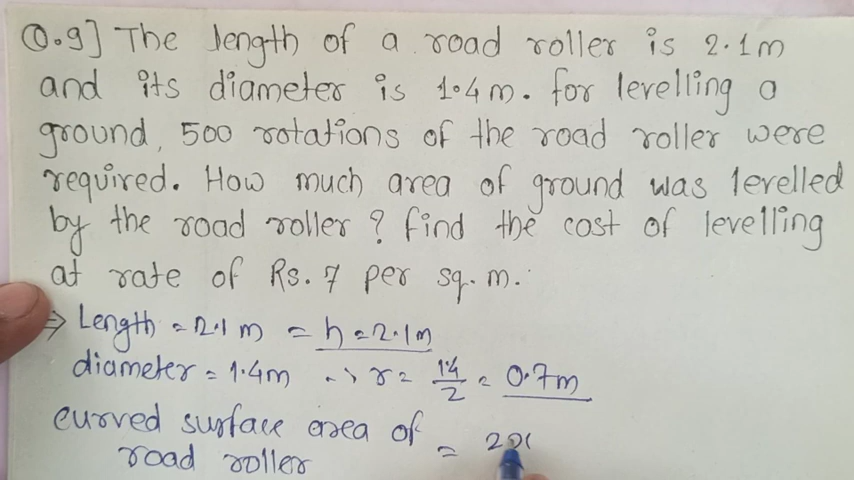 Q.9] The length of a road roller is 2.1m
and its diameter is 1.4m. for levelling a
ground, 500 rotations of the road roller were
required. How much area of ground was levelled
by the road roller? find the cost of levelling
at rate of Rs. 7 per sq. m.
⇒ Length = 2.1 m = h = 2.1m
diameter = 1.4m ∴ r = 1.4/2 = 0.7m
curved surface area of
road roller = 2